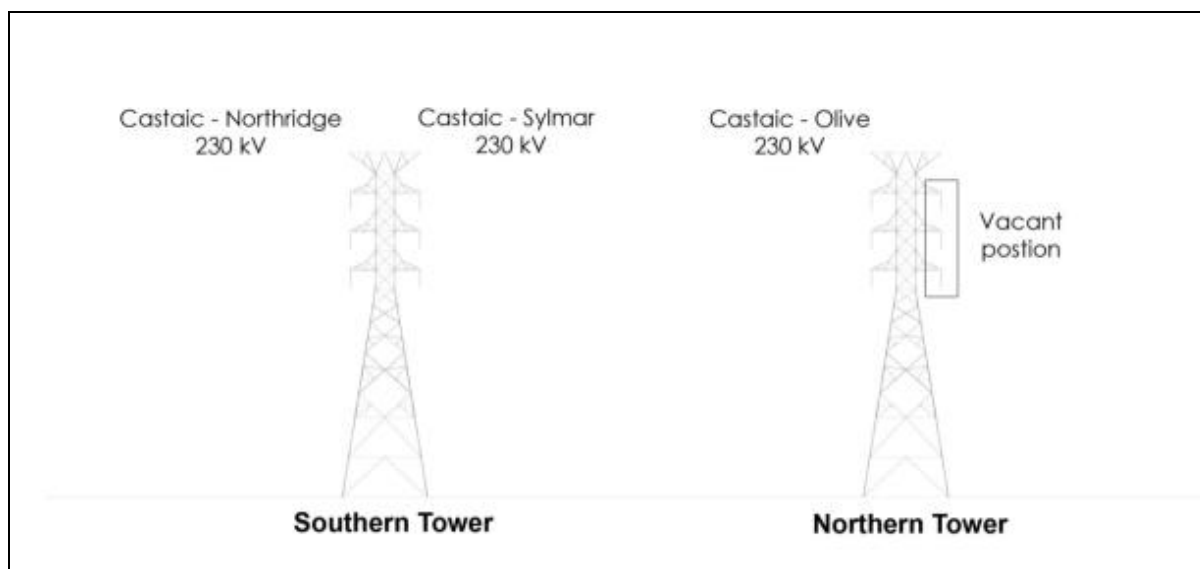 Castaic - Northridge
230 kV
Castaic - Sylmar
230 kV
Castaic - Olive
230 kV
Vacant
postion
Southern Tower
Northern Tower